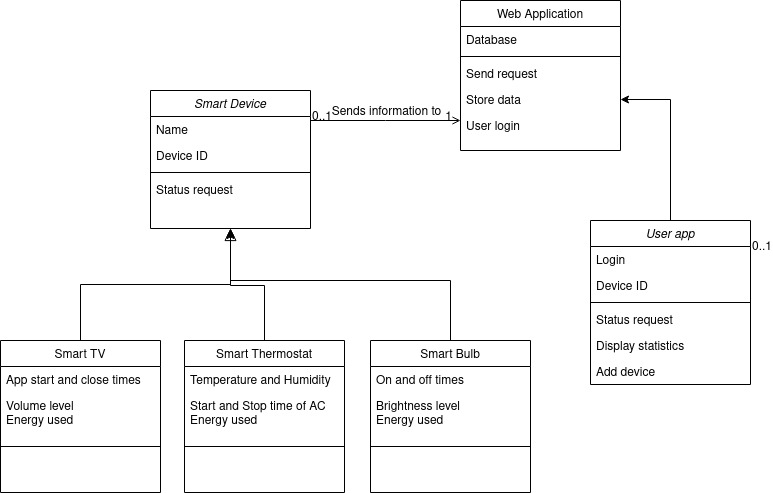 Web Application
Database
Send request
Store data
User login
Smart Device
Name
Device ID
Status request
0..1
Sends information to
1
User app
0..1
Login
Device ID
Status request
Display statistics
Add device
Smart TV
App start and close times
Volume level
Energy used
Smart Thermostat
Temperature and Humidity
Start and Stop time of AC
Energy used
Smart Bulb
On and off times
Brightness level
Energy used